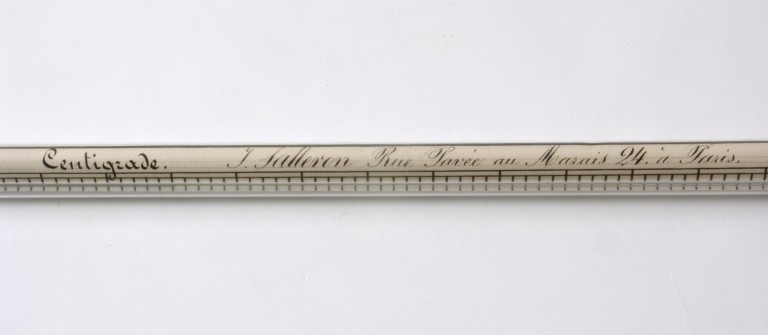 Centigrade. J. Salleron Rue Pavée au Marais 24. à Paris.